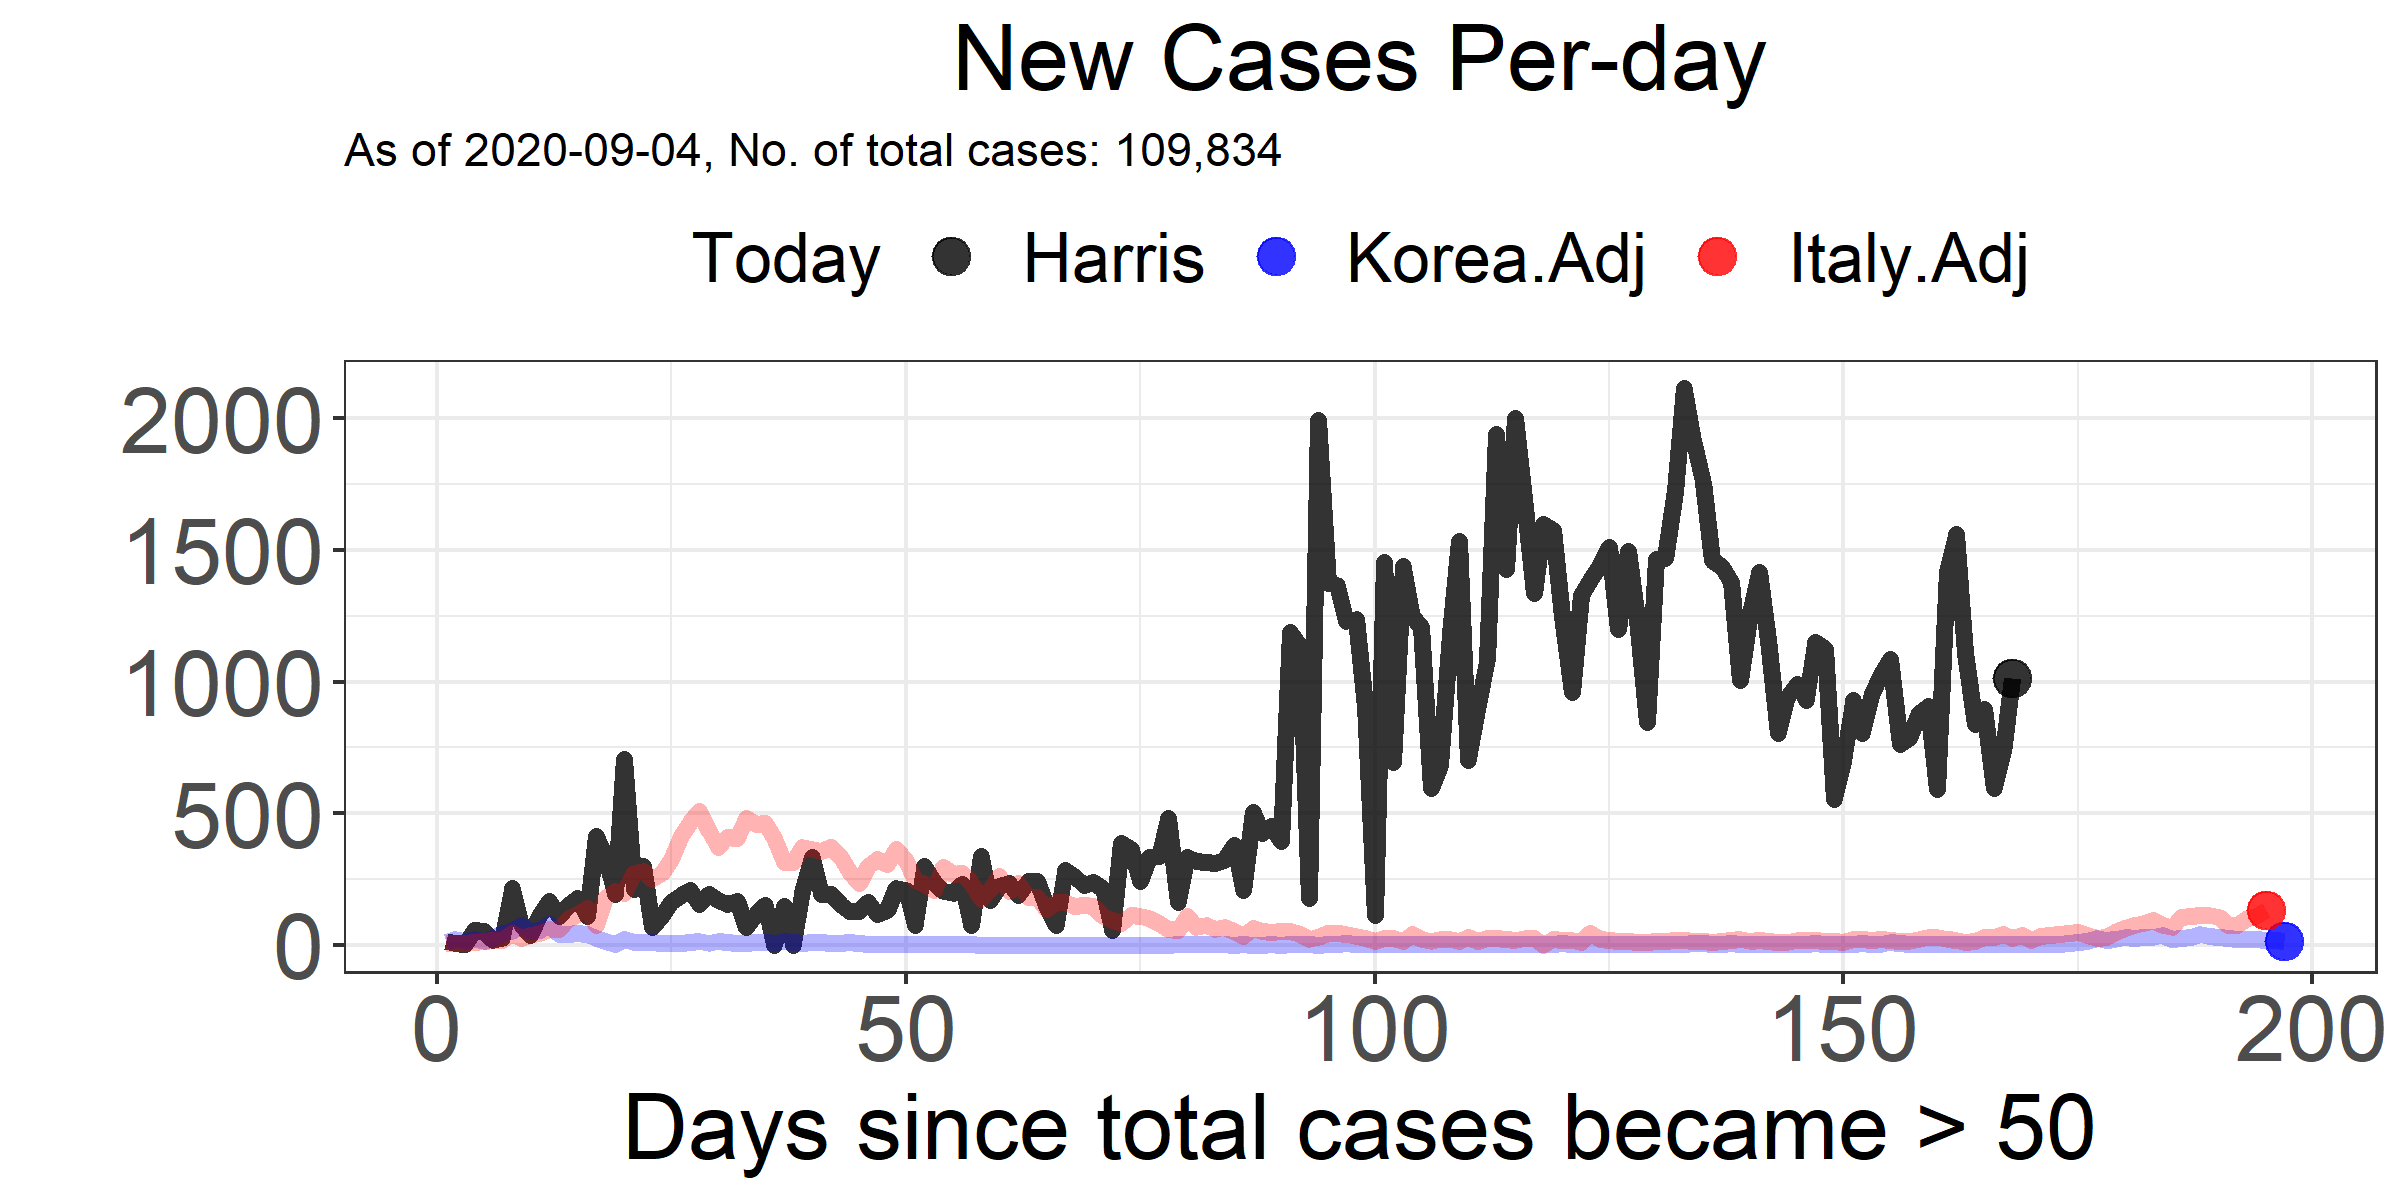 New Cases Per-day
As of 2020-09-04, No. of total cases: 109,834
Today Harris Korea.Adj Italy.Adj
2000
1500
1000
500
0
0 50 100 150 200
Days since total cases became > 50